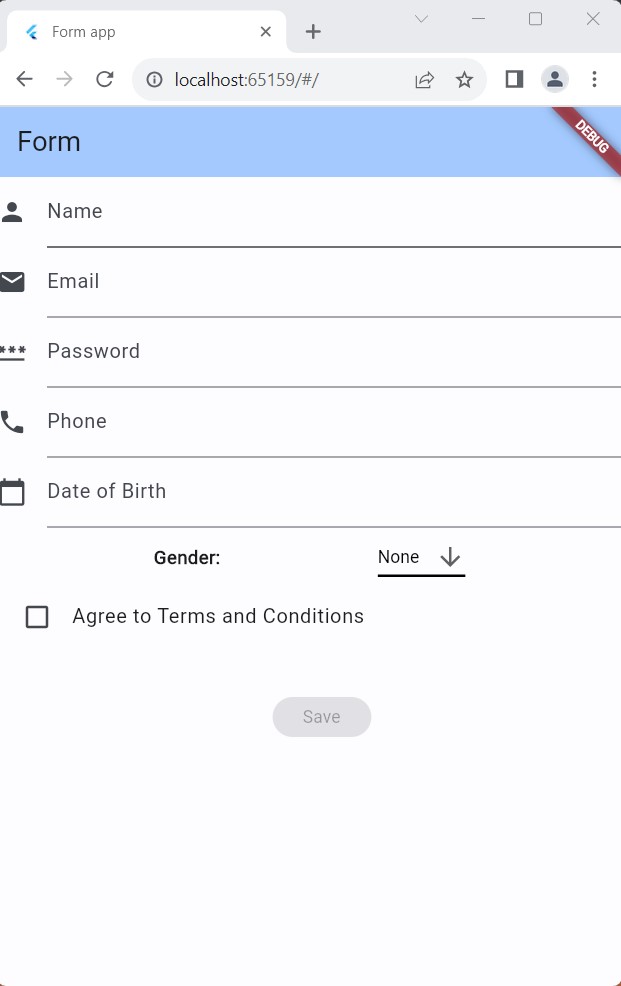 Form app
localhost:65159/#/
Form
DEBUG
Name
Email
***
Password
Phone
Date of Birth
Gender: None
Agree to Terms and Conditions
Save